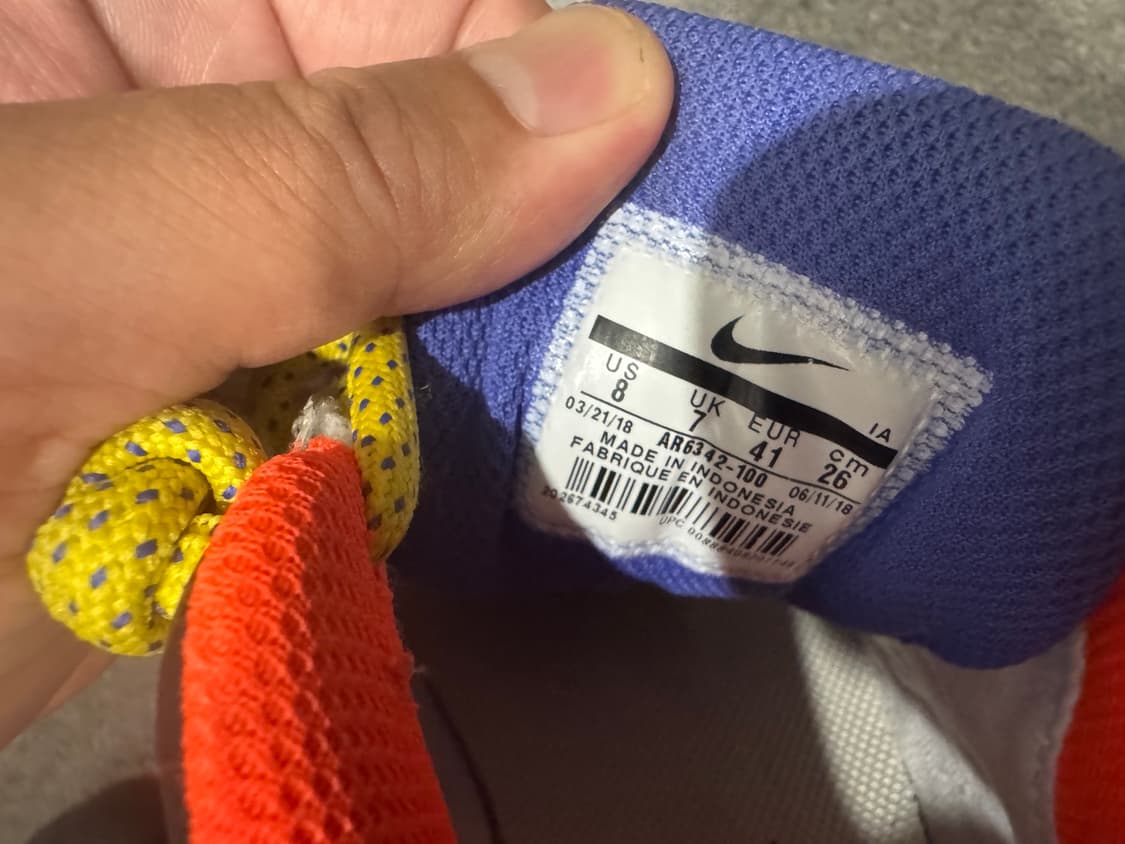 US UK EUR IA cm
8 7 41 26
03/21/18 AR6342-100 06/11/18
MADE IN INDONESIA
FABRIQUE EN INDONESIE
202674345 UPC